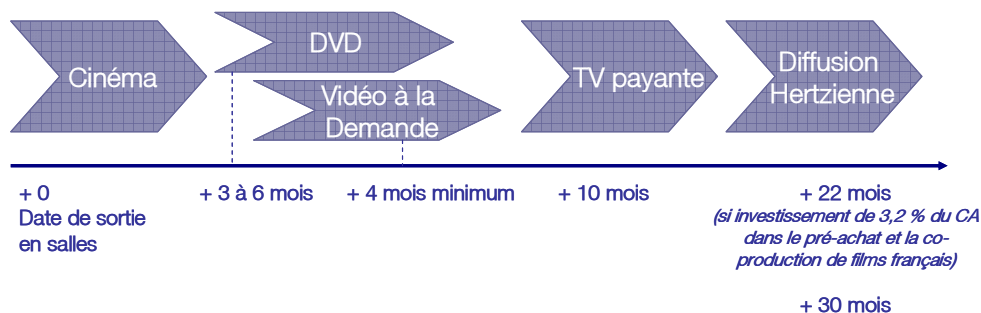 Cinéma
DVD
Vidéo à la
Demande
TV payante
Diffusion
Hertzienne
+ 0
Date de sortie
en salles
+ 3 à 6 mois
+ 4 mois minimum
+ 10 mois
+ 22 mois
(si investissement de 3,2 % du CA
dans le pré-achat et la co-
production de films français)
+ 30 mois